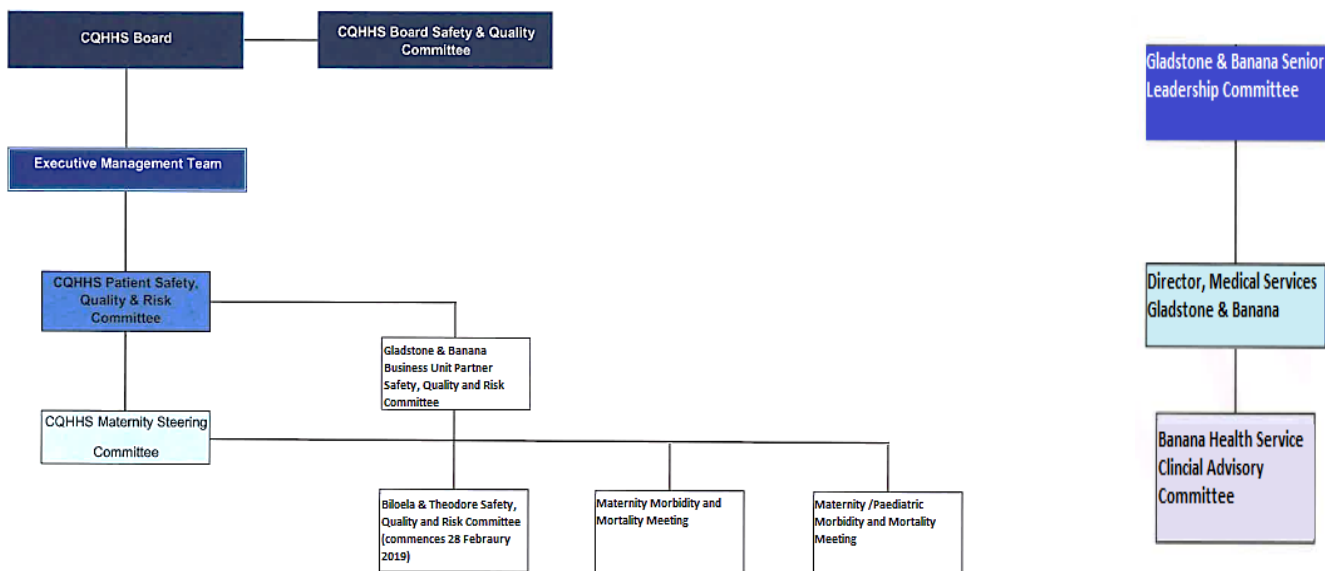 CQHHS Board
CQHHS Board Safety & Quality
Committee
Executive Management Team
CQHHS Patient Safety,
Quality & Risk
Committee
Gladstone & Banana
Business Unit Partner
Safety, Quality and Risk
Committee
CQHHS Maternity Steering
Committee
Biloela & Theodore Safety,
Quality and Risk Committee
(commences 28 Febraury
2019)
Maternity Morbidity and
Mortality Meeting
Maternity /Paediatric
Morbidity and Mortality
Meeting
Gladstone & Banana Senior
Leadership Committee
Director, Medical Services
Gladstone & Banana
Banana Health Service
Clincial Advisory
Committee